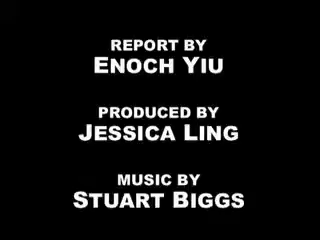 REPORT BY
ENOCH YIU
PRODUCED BY
JESSICA LING
MUSIC BY
STUART BIGGS